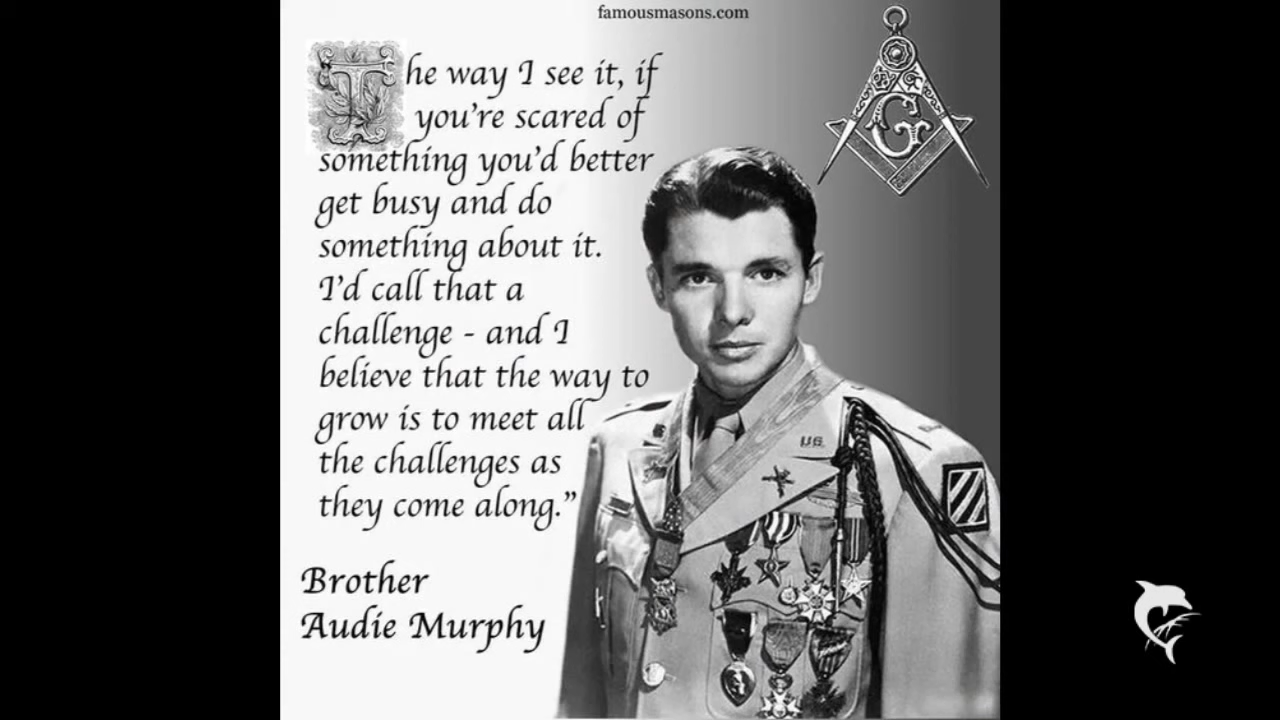 famousmasons.com
The way I see it, if
you're scared of
something you'd better
get busy and do
something about it.
I'd call that a
challenge - and I
believe that the way to
grow is to meet all
the challenges as
they come along."
Brother
Audie Murphy
G
U.S.